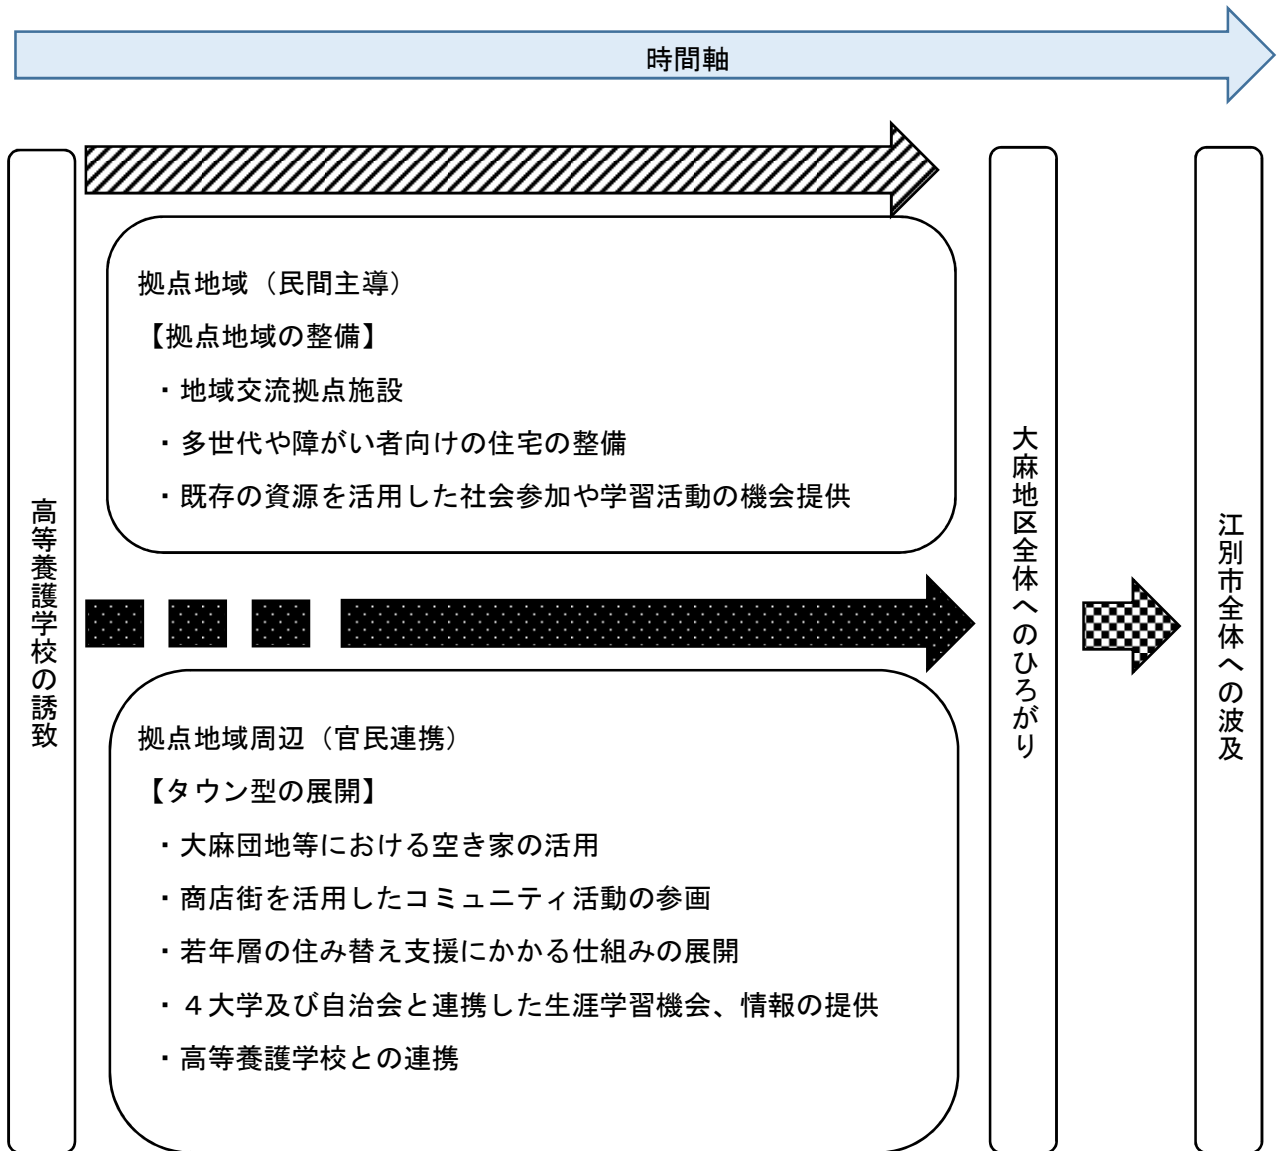 時間軸
高等養護学校の誘致
拠点地域（民間主導）
【拠点地域の整備】
・地域交流拠点施設
・多世代や障がい者向けの住宅の整備
・既存の資源を活用した社会参加や学習活動の機会提供
拠点地域周辺（官民連携）
【タウン型の展開】
・大麻団地等における空き家の活用
・商店街を活用したコミュニティ活動の参画
・若年層の住み替え支援にかかる仕組みの展開
・４大学及び自治会と連携した生涯学習機会、情報の提供
・高等養護学校との連携
大麻地区全体へのひろがり
江別市全体への波及